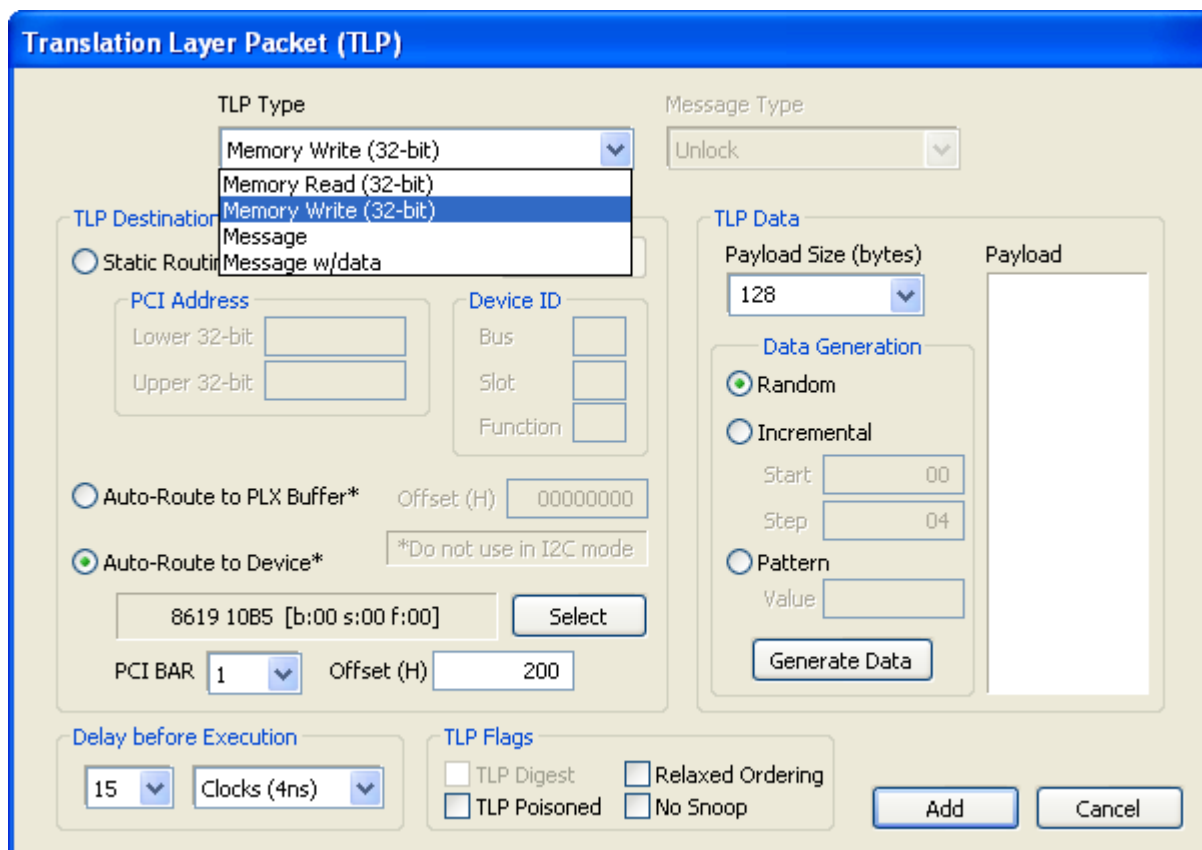 Translation Layer Packet (TLP)
TLP Type
Message Type
Memory Write (32-bit)
Unlock
Memory Read (32-bit)
Memory Write (32-bit)
Message
Message w/data
TLP Destination
Static Routin
PCI Address
Lower 32-bit
Upper 32-bit
Device ID
Bus
Slot
Function
Auto-Route to PLX Buffer*
Offset (H)
00000000
*Do not use in I2C mode
Auto-Route to Device*
8619 10B5 [b:00 s:00 f:00]
Select
PCI BAR
1
Offset (H)
200
TLP Data
Payload Size (bytes)
Payload
128
Data Generation
Random
Incremental
Start
00
Step
04
Pattern
Value
Generate Data
Delay before Execution
15
Clocks (4ns)
TLP Flags
TLP Digest
Relaxed Ordering
TLP Poisoned
No Snoop
Add
Cancel